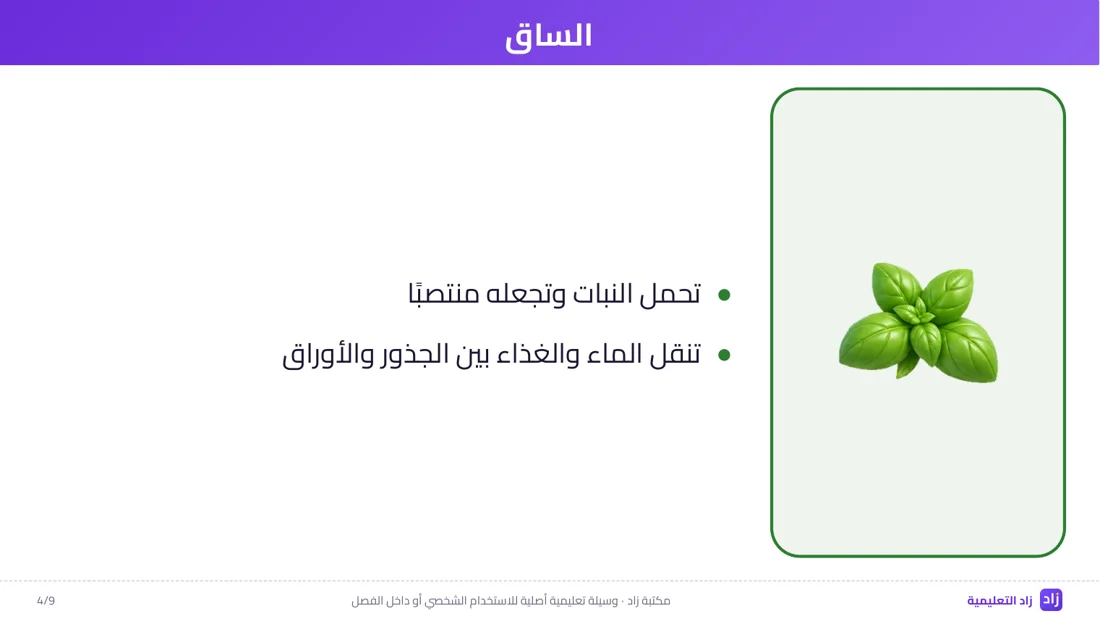 الساق
تحمل النبات وتجعله منتصبًا
تنقل الماء والغذاء بين الجذور والأوراق
زاد زاد التعليمية
مكتبة زاد · وسيلة تعليمية أصلية للاستخدام الشخصي أو داخل الفصل
4/9